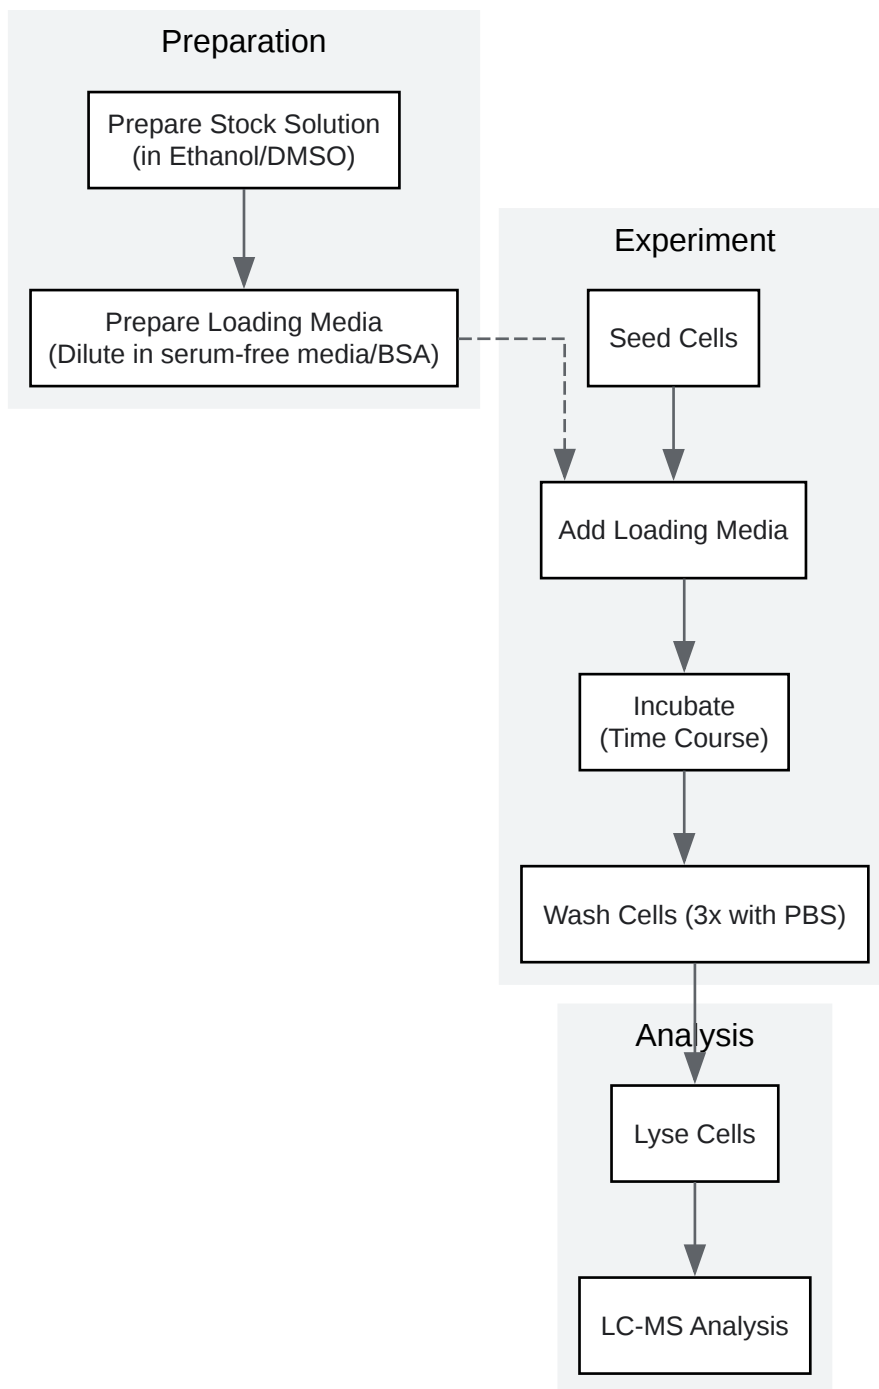 Preparation
Prepare Stock Solution
(in Ethanol/DMSO)
Prepare Loading Media
(Dilute in serum-free media/BSA)
Experiment
Seed Cells
Add Loading Media
Incubate
(Time Course)
Wash Cells (3x with PBS)
Analysis
Lyse Cells
LC-MS Analysis